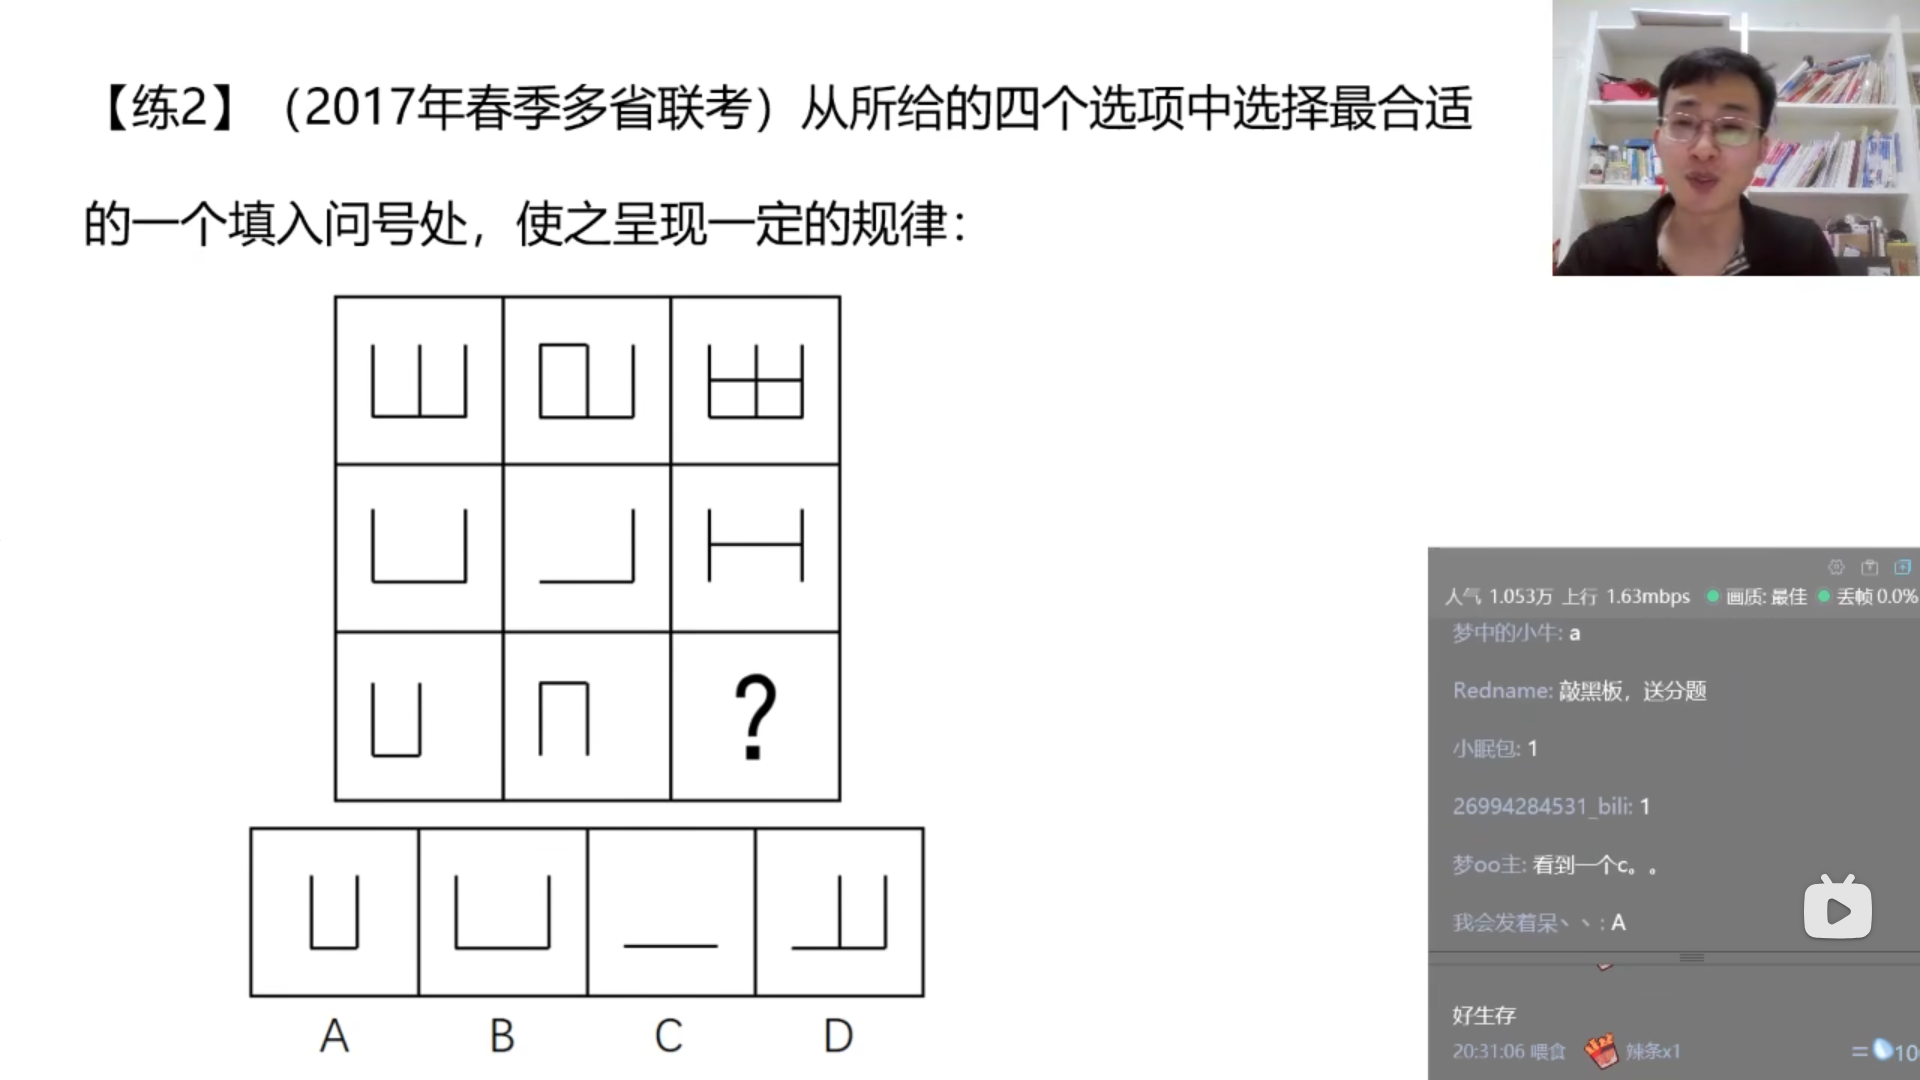 【练2】（2017年春季多省联考）从所给的四个选项中选择最合适
的一个填入问号处，使之呈现一定的规律：
?
A B C D
人气 1.053万 上行 1.63mbps 画质: 最佳 丢帧 0.0%
梦中的小牛: a
Redname: 敲黑板，送分题
小眠包: 1
26994284531_bili: 1
梦oo主: 看到一个c。。
我会发着呆丶丶: A
好生存
20:31:06 喂食 辣条x1 =10